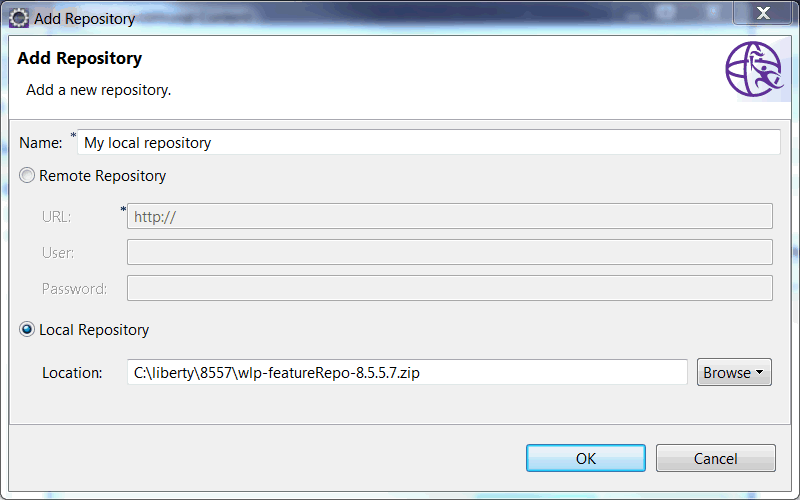 Add Repository
Add Repository
Add a new repository.
Name: * My local repository
Remote Repository
URL: * http://
User:
Password:
Local Repository
Location: C:\liberty\8557\wlp-featureRepo-8.5.5.7.zip Browse
OK Cancel